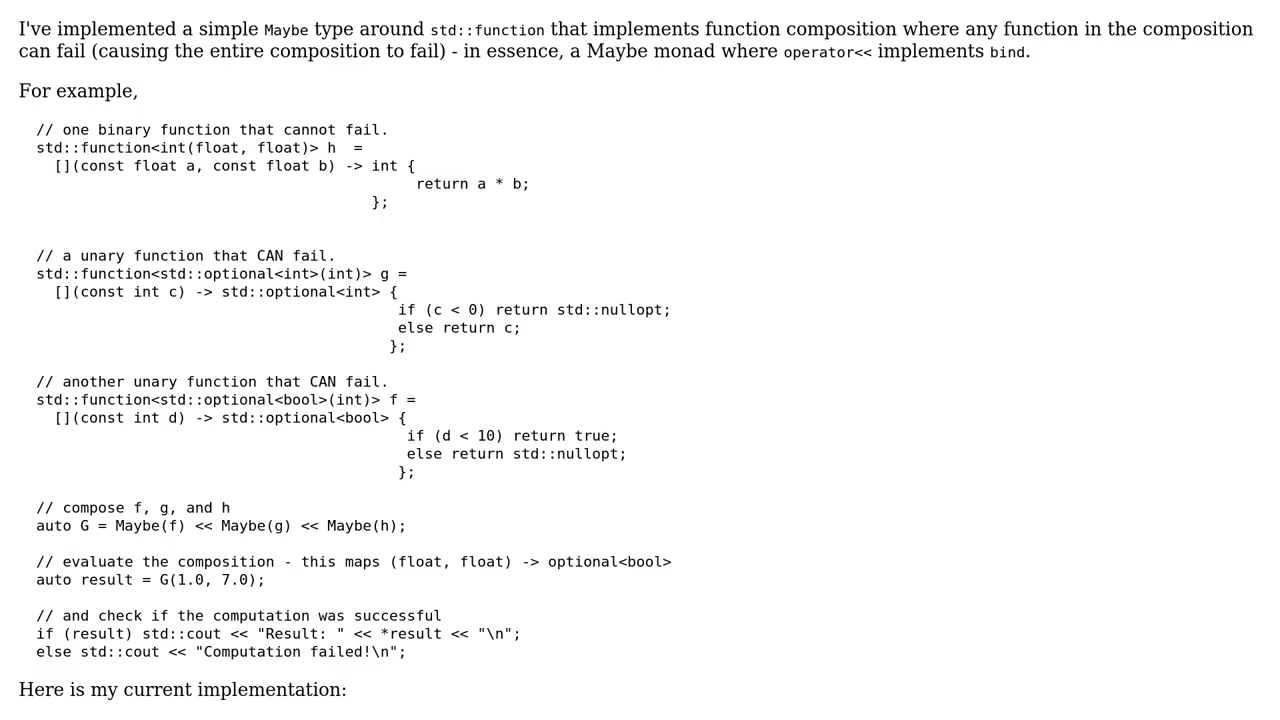 I've implemented a simple Maybe type around std::function that implements function composition where any function in the composition
can fail (causing the entire composition to fail) - in essence, a Maybe monad where operator<< implements bind.
For example,
// one binary function that cannot fail.
std::function<int(float, float)> h  =
  [](const float a, const float b) -> int {
                                           return a * b;
                                      };
// a unary function that CAN fail.
std::function<std::optional<int>(int)> g =
  [](const int c) -> std::optional<int> {
                                         if (c < 0) return std::nullopt;
                                         else return c;
                                        };
// another unary function that CAN fail.
std::function<std::optional<bool>(int)> f =
  [](const int d) -> std::optional<bool> {
                                          if (d < 10) return true;
                                          else return std::nullopt;
                                         };
// compose f, g, and h
auto G = Maybe(f) << Maybe(g) << Maybe(h);
// evaluate the composition - this maps (float, float) -> optional<bool>
auto result = G(1.0, 7.0);
// and check if the computation was successful
if (result) std::cout << "Result: " << *result << "\n";
else std::cout << "Computation failed!\n";
Here is my current implementation: